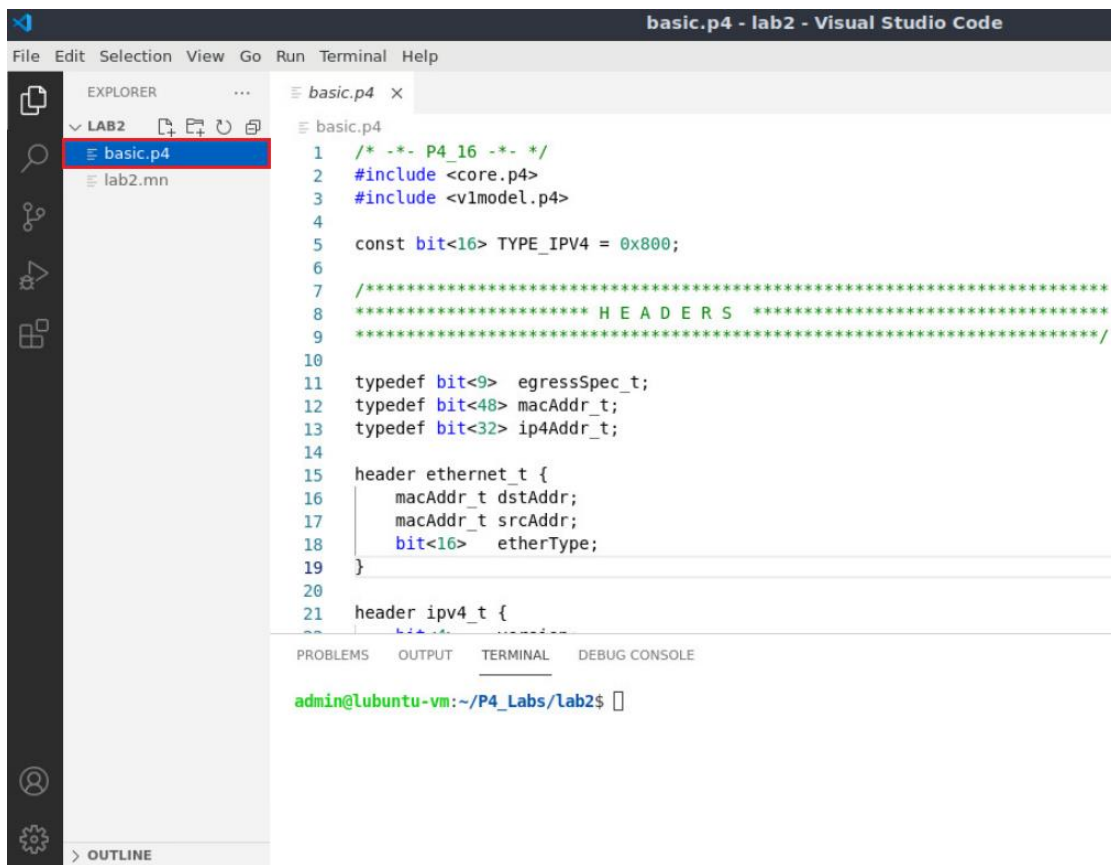 basic.p4 - lab2 - Visual Studio Code
File Edit Selection View Go Run Terminal Help
EXPLORER ...
LAB2
basic.p4
lab2.mn
basic.p4 ×
basic.p4
1 /* -*- P4_16 -*- */
2 #include <core.p4>
3 #include <v1model.p4>
4
5 const bit<16> TYPE_IPV4 = 0x800;
6
7 /*************************************************************************
8 *********************** H E A D E R S ***********************************
9 *************************************************************************/
10
11 typedef bit<9> egressSpec_t;
12 typedef bit<48> macAddr_t;
13 typedef bit<32> ip4Addr_t;
14
15 header ethernet_t {
16 macAddr_t dstAddr;
17 macAddr_t srcAddr;
18 bit<16> etherType;
19 }
20
21 header ipv4_t {
PROBLEMS OUTPUT TERMINAL DEBUG CONSOLE
admin@lubuntu-vm:~/P4_Labs/lab2$
OUTLINE